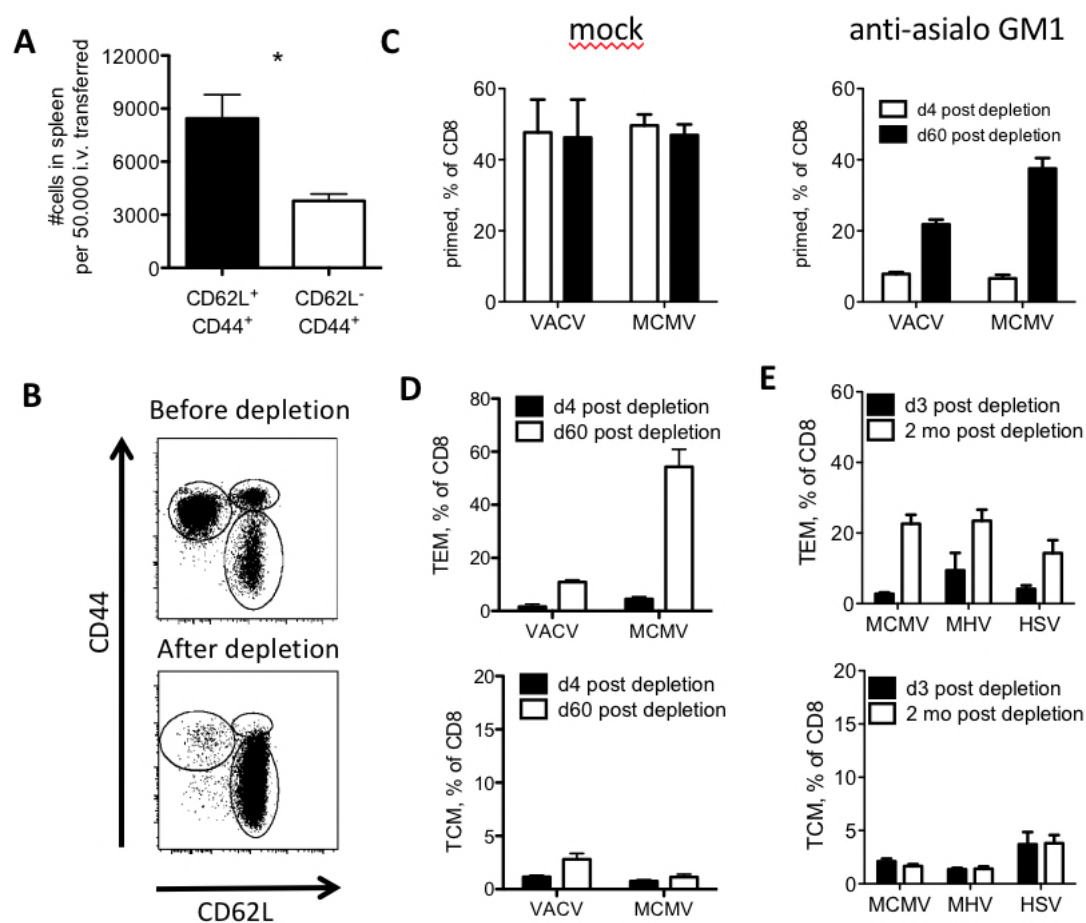 A
12000
9000
6000
3000
0
#cells in spleen
per 50.000 i.v. transferred
*
CD62L+
CD44+
CD62L-
CD44+
C
mock
60
40
20
0
primed, % of CD8
VACV
MCMV
anti-asialo GM1
60
40
20
0
primed, % of CD8
d4 post depletion
d60 post depletion
VACV
MCMV
B
Before depletion
After depletion
CD44
CD62L
D
80
60
40
20
0
TEM, % of CD8
d4 post depletion
d60 post depletion
VACV
MCMV
20
15
10
5
0
TCM, % of CD8
d4 post depletion
d60 post depletion
VACV
MCMV
E
60
40
20
0
TEM, % of CD8
d3 post depletion
2 mo post depletion
MCMV
MHV
HSV
20
15
10
5
0
TCM, % of CD8
d3 post depletion
2 mo post depletion
MCMV
MHV
HSV